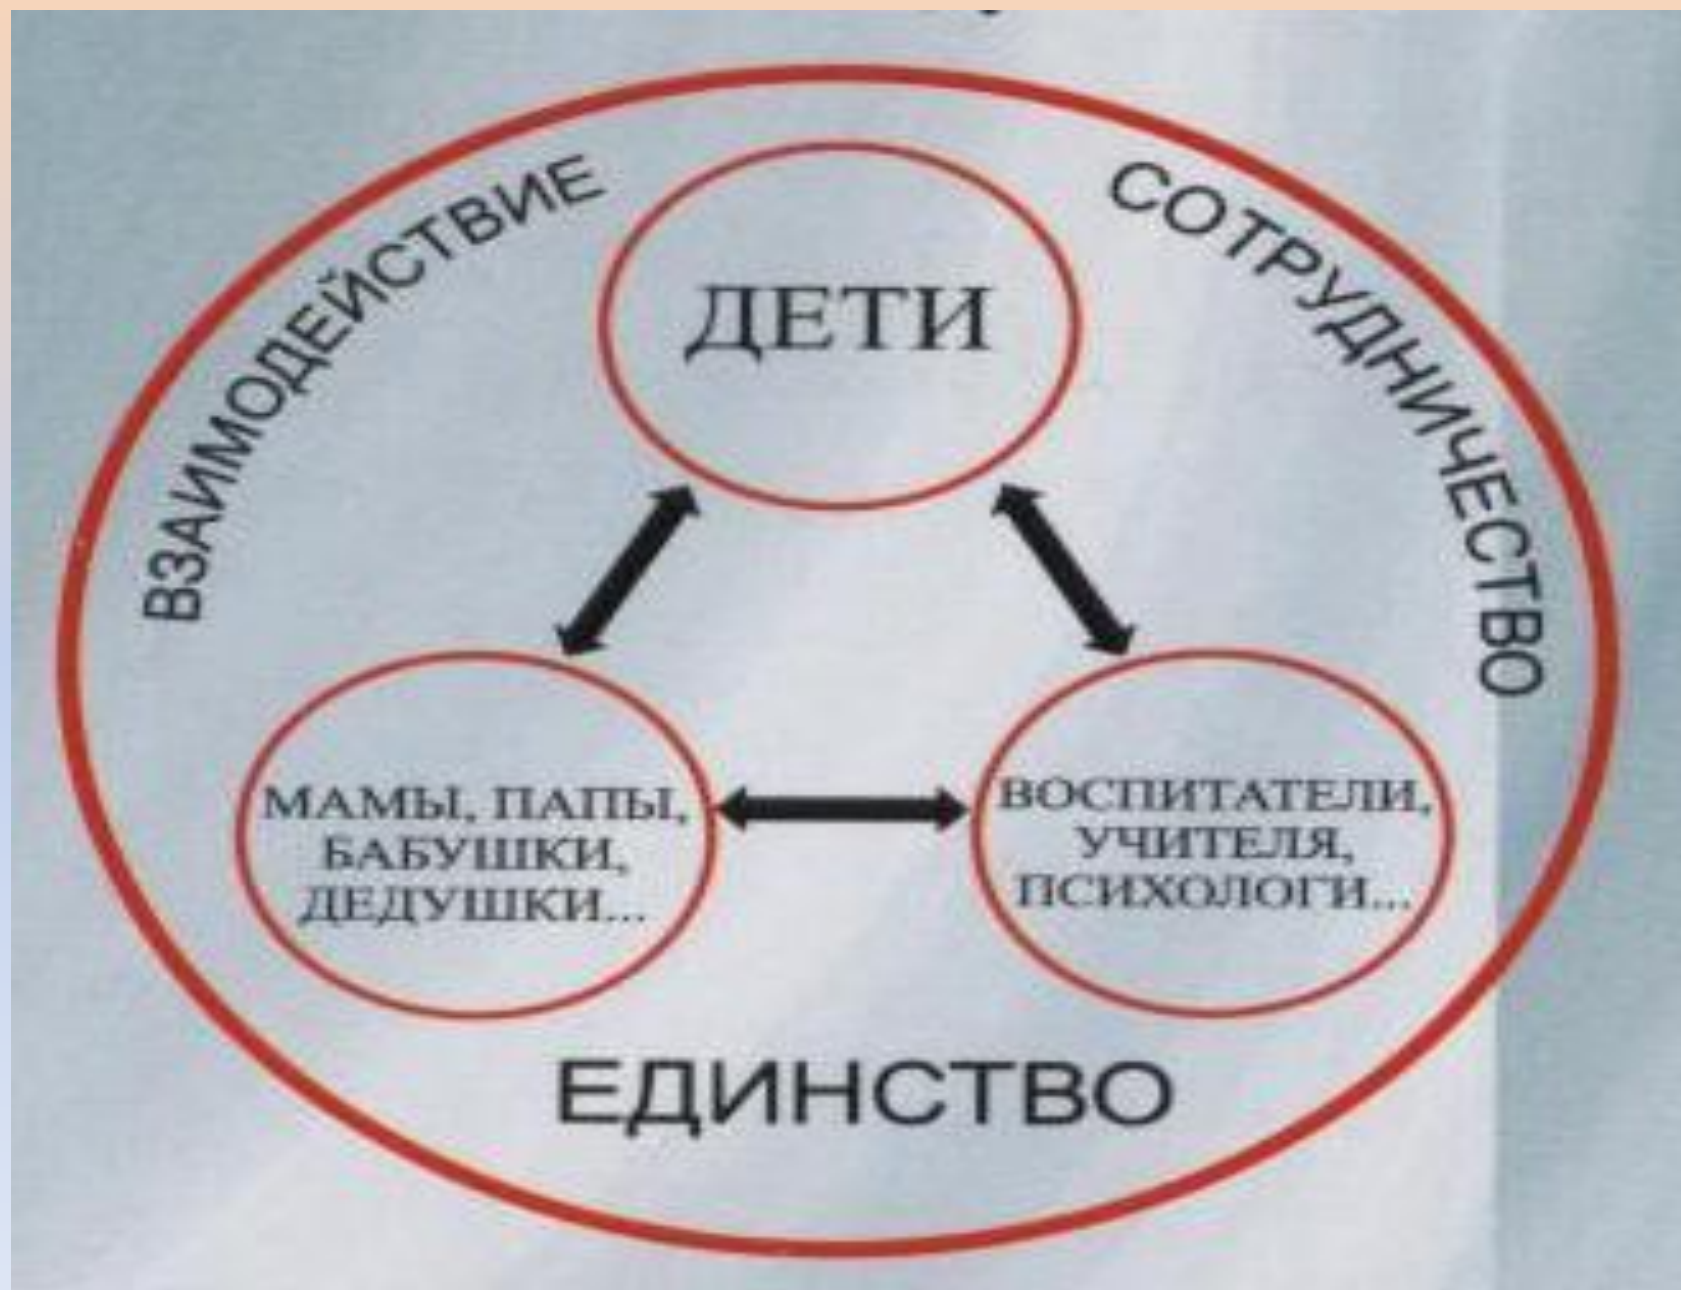 ВЗАИМОДЕЙСТВИЕ
СОТРУДНИЧЕСТВО
ДЕТИ
МАМЫ, ПАПЫ,
БАБУШКИ,
ДЕДУШКИ...
ВОСПИТАТЕЛИ,
УЧИТЕЛЯ,
ПСИХОЛОГИ...
ЕДИНСТВО